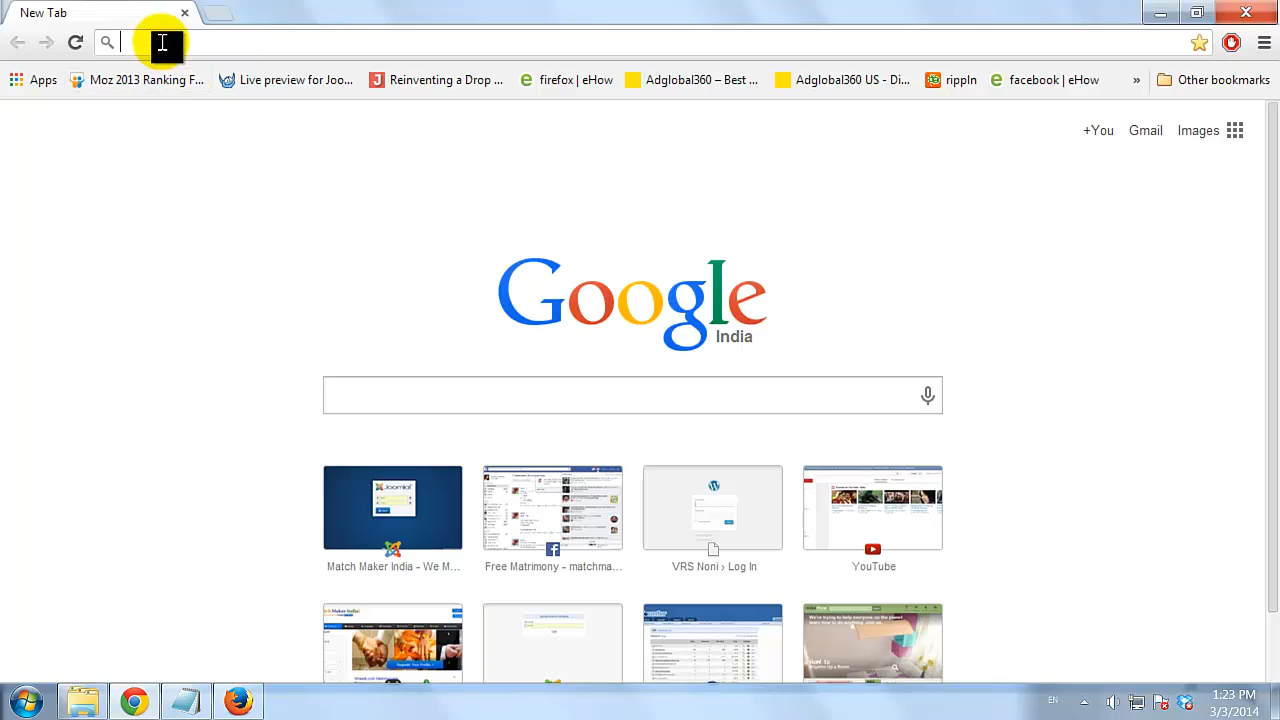 New Tab
Apps Moz 2013 Ranking F... Live preview for Joo... Reinventing a Drop ... firefox | eHow Adglobal360 – Best ... Adglobal360 US - Di... rippln facebook | eHow » Other bookmarks
+You Gmail Images
Google
India
Match Maker India - We M... Free Matrimony - matchma... VRS Noni › Log In YouTube
EN 1:23 PM
3/3/2014